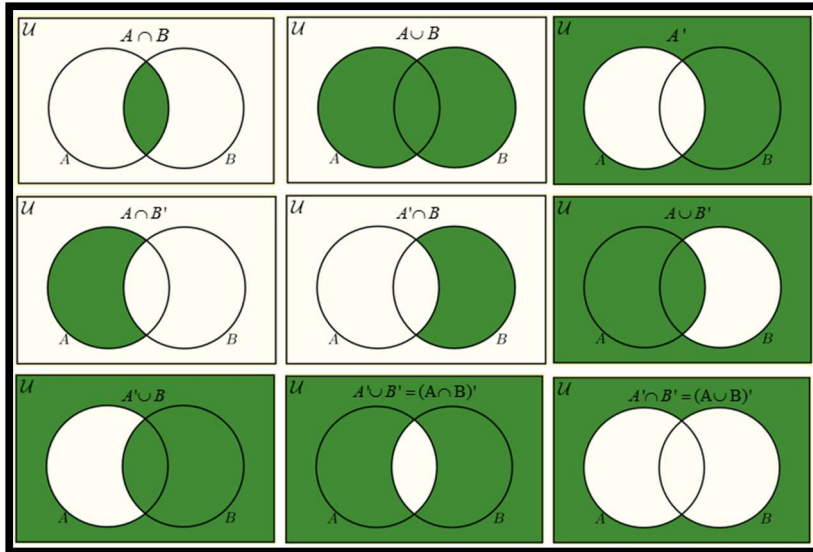 𝒰
A ∩ B
A
B
𝒰
A ∪ B
A
B
𝒰
A'
A
B
𝒰
A ∩ B'
A
B
𝒰
A' ∩ B
A
B
𝒰
A ∪ B'
A
B
𝒰
A' ∪ B
A
B
𝒰
A' ∪ B' = (A ∩ B)'
A
B
𝒰
A' ∩ B' = (A ∪ B)'
A
B